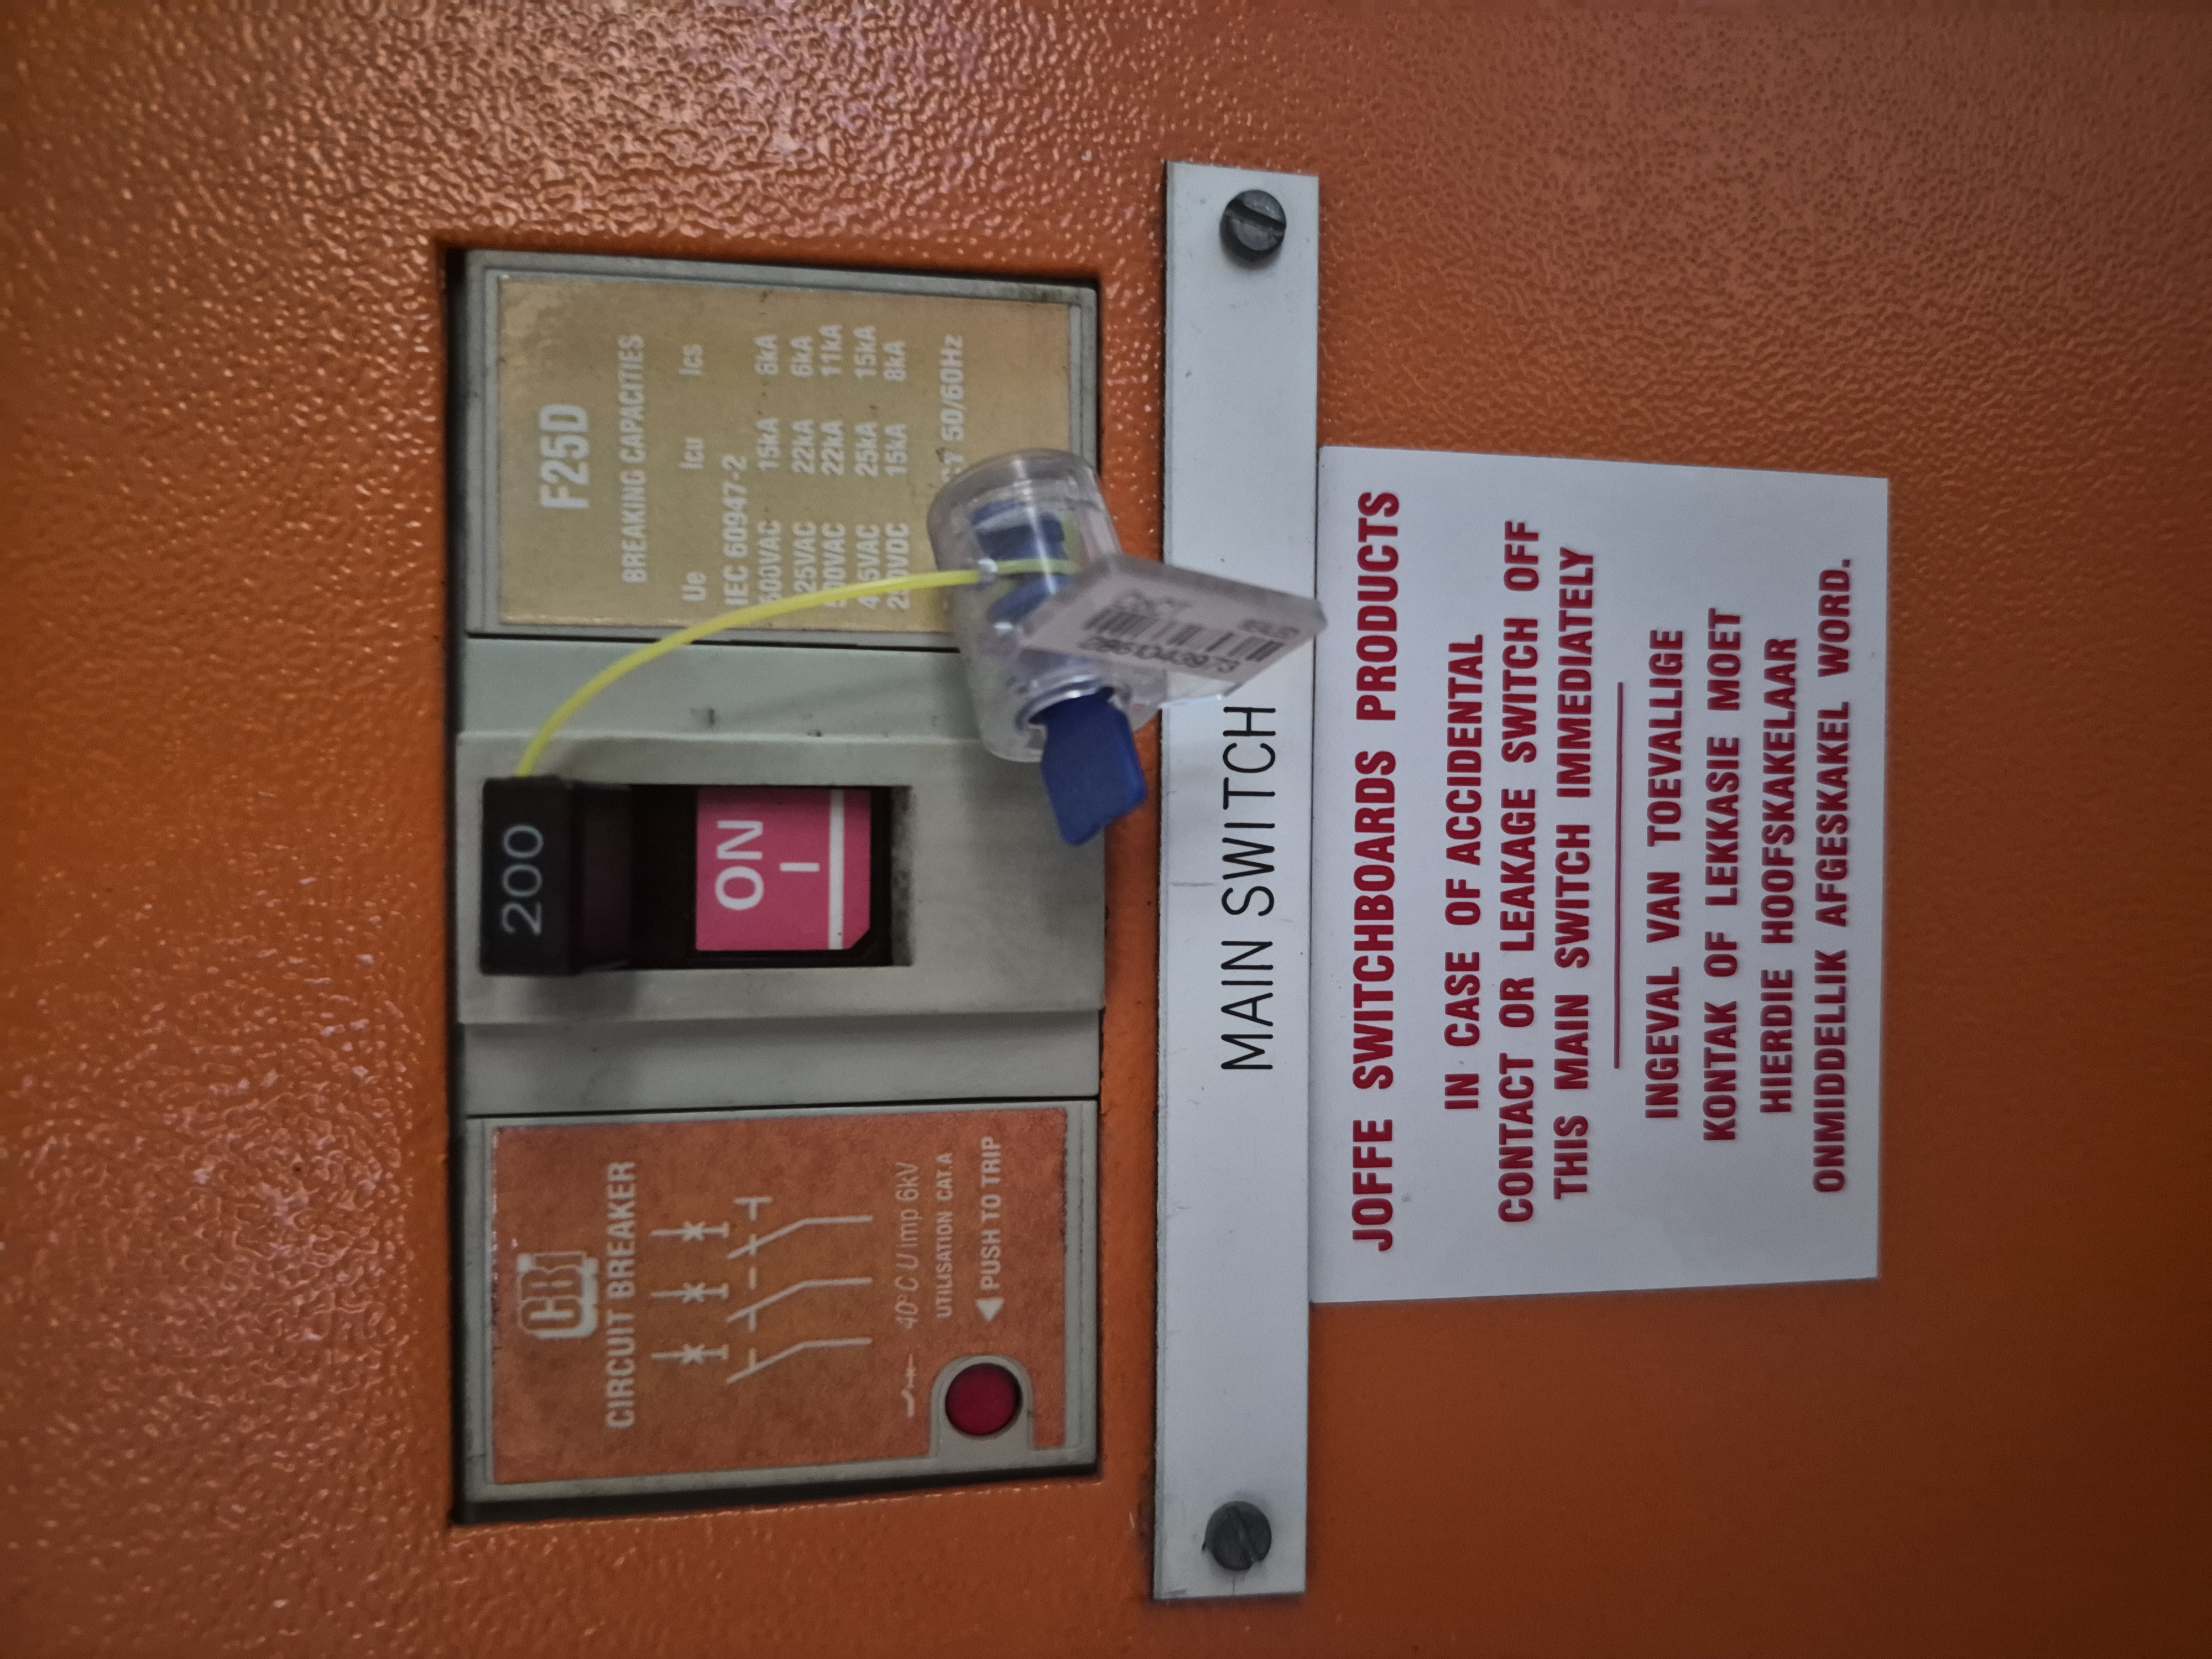 CBI
CIRCUIT BREAKER
40°C U imp 6kV
UTILISATION CAT.A
PUSH TO TRIP
200
ON
I
F25D
BREAKING CAPACITIES
Ue Icu Ics
IEC 60947-2
600VAC 15kA 6kA
525VAC 22kA 6kA
22kA 11kA
25kA 15kA
15kA 8kA
50/60Hz
MAIN SWITCH
JOFFE SWITCHBOARDS PRODUCTS
IN CASE OF ACCIDENTAL
CONTACT OR LEAKAGE SWITCH OFF
THIS MAIN SWITCH IMMEDIATELY
INGEVAL VAN TOEVALLIGE
KONTAK OF LEKKASIE MOET
HIERDIE HOOFSKAKELAAR
ONMIDDELLIK AFGESKAKEL WORD.